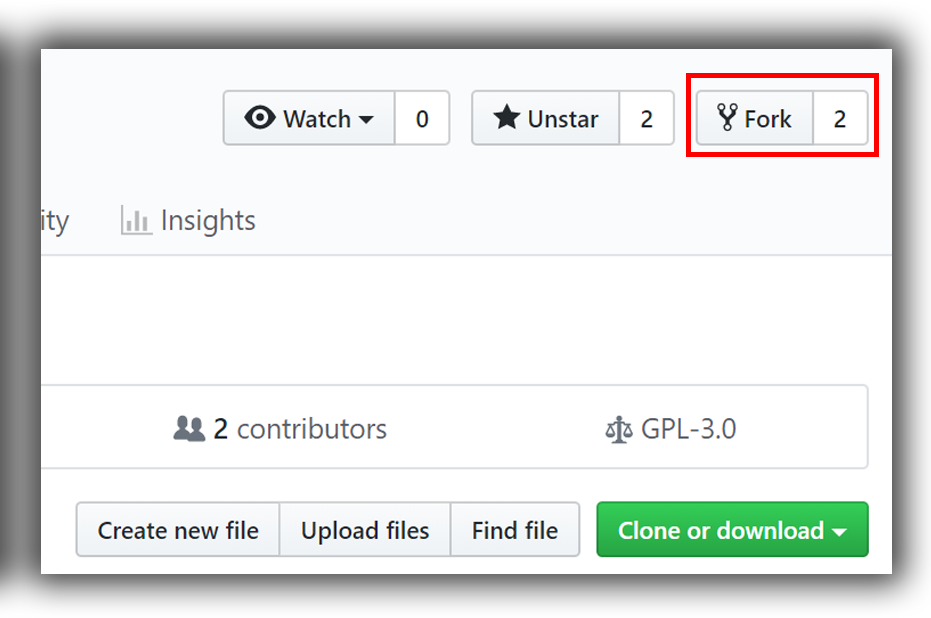 Watch 0 Unstar 2 Fork 2
ity Insights
2 contributors GPL-3.0
Create new file Upload files Find file Clone or download